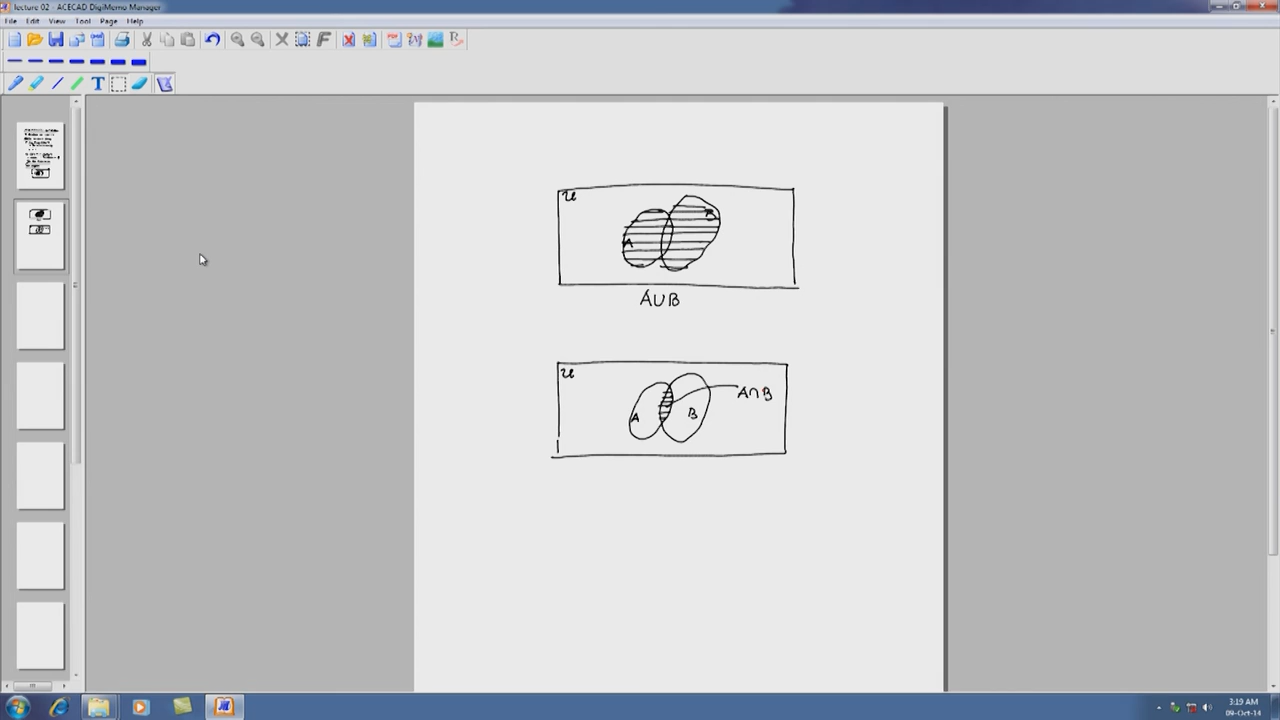 lecture 02 - ACECAD DigiMemo Manager
File Edit View Tool Page Help
U
A
B
A∪B
U
A
B
A∩B
3:19 AM
09-Oct-14